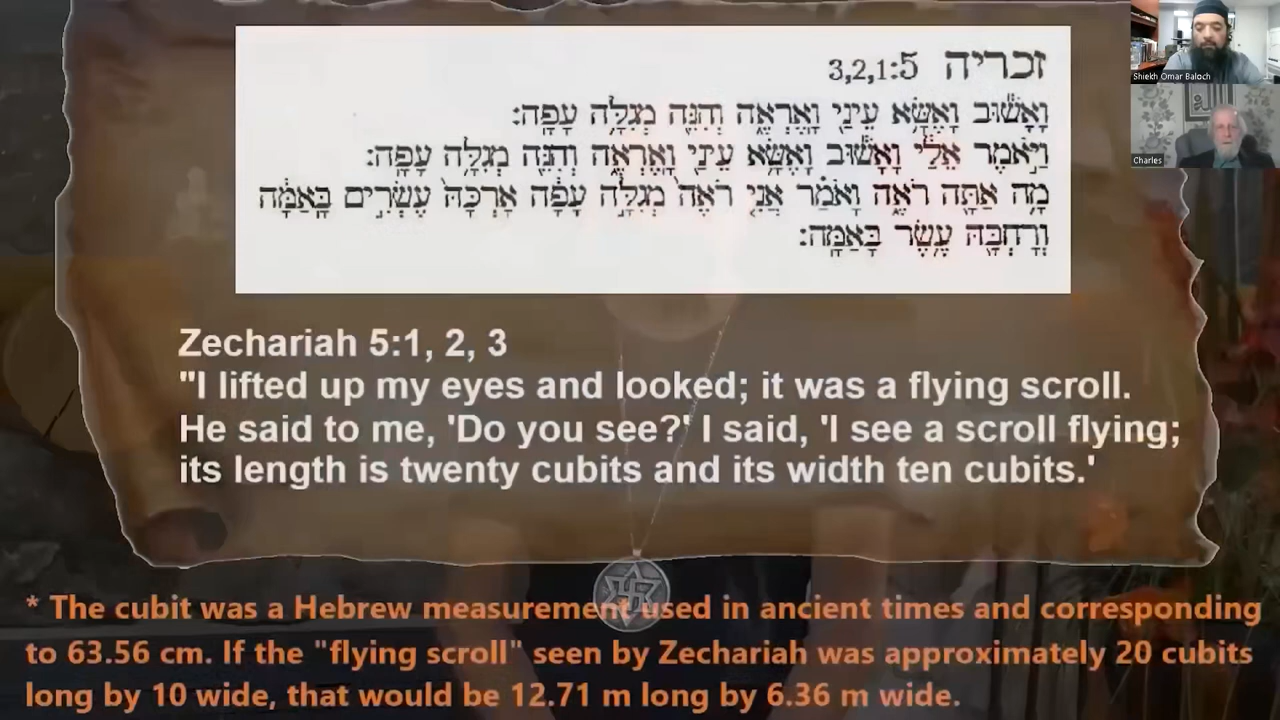 זכריה 3,2,1:5
וָאָשׁוּב וָאֶשָּׂא עֵינַי וָאֶרְאֶה וְהִנֵּה מְגִלָּה עָפָה:
וַיֹּאמֶר אֵלַי וָאָשׁוּב וָאֶשָּׂא עֵינַי וָאֶרְאֶה וְהִנֵּה מְגִלָּה עָפָה:
מָה אַתָּה רֹאֶה וָאֹמַר אֲנִי רֹאֶה מְגִלָּה עָפָה אָרְכָּהּ עֶשְׂרִים בָּאַמָּה
וְרָחְבָּהּ עֶשֶׂר בָּאַמָּה:
Zechariah 5:1, 2, 3
"I lifted up my eyes and looked; it was a flying scroll.
He said to me, 'Do you see?' I said, 'I see a scroll flying;
its length is twenty cubits and its width ten cubits.'
* The cubit was a Hebrew measurement used in ancient times and corresponding
to 63.56 cm. If the "flying scroll" seen by Zechariah was approximately 20 cubits
long by 10 wide, that would be 12.71 m long by 6.36 m wide.
Shiekh Omar Baloch
Charles